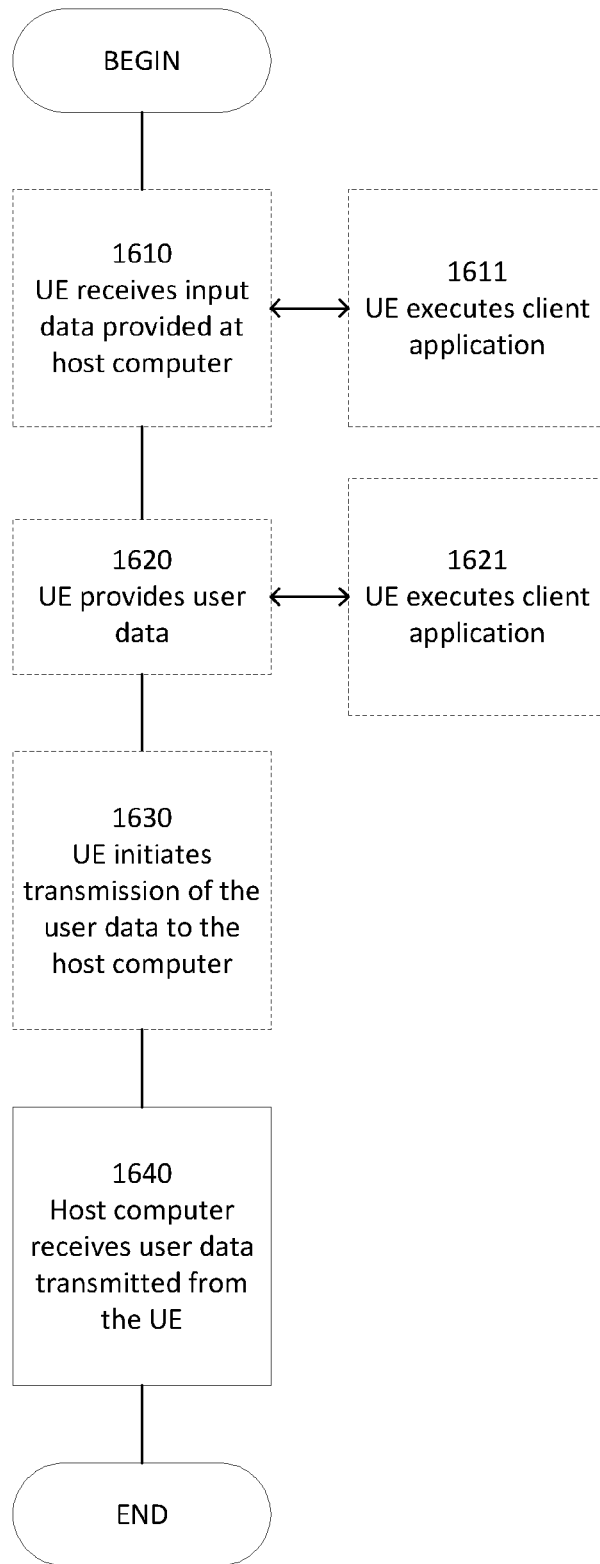 BEGIN
1610
UE receives input
data provided at
host computer
1611
UE executes client
application
1620
UE provides user
data
1621
UE executes client
application
1630
UE initiates
transmission of the
user data to the
host computer
1640
Host computer
receives user data
transmitted from
the UE
END